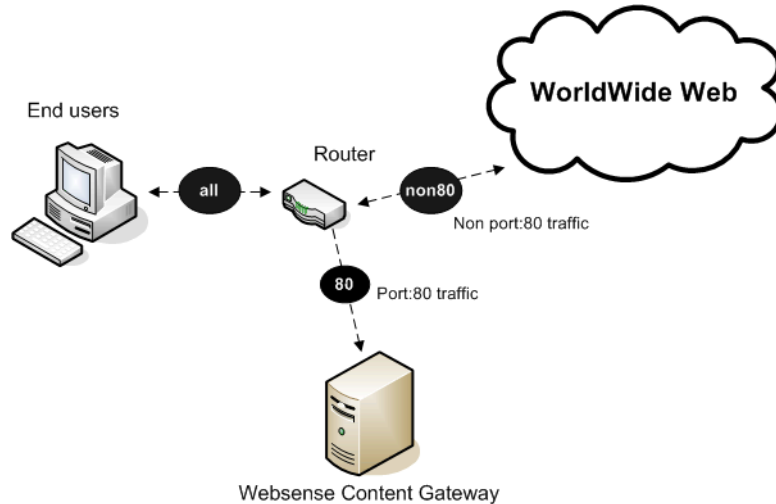 WorldWide Web
End users
Router
all
non80
Non port:80 traffic
80
Port:80 traffic
Websense Content Gateway